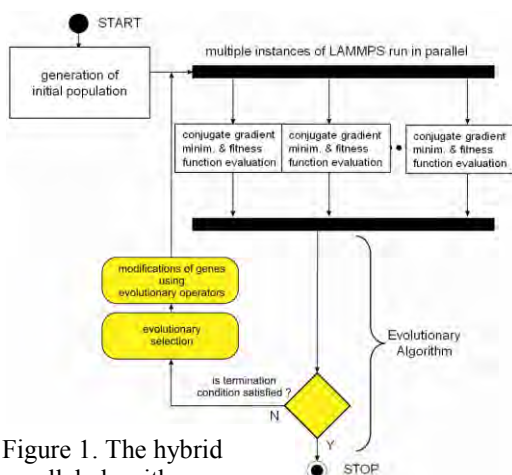 START
generation of
initial population
multiple instances of LAMMPS run in parallel
conjugate gradient
minim. & fitness
function evaluation
conjugate gradient
minim. & fitness
function evaluation
conjugate gradient
minim. & fitness
function evaluation
modifications of genes
using
evolutionary operators
evolutionary
selection
Evolutionary
Algorithm
is termination
condition satisfied ?
N
Y
STOP
Figure 1. The hybrid